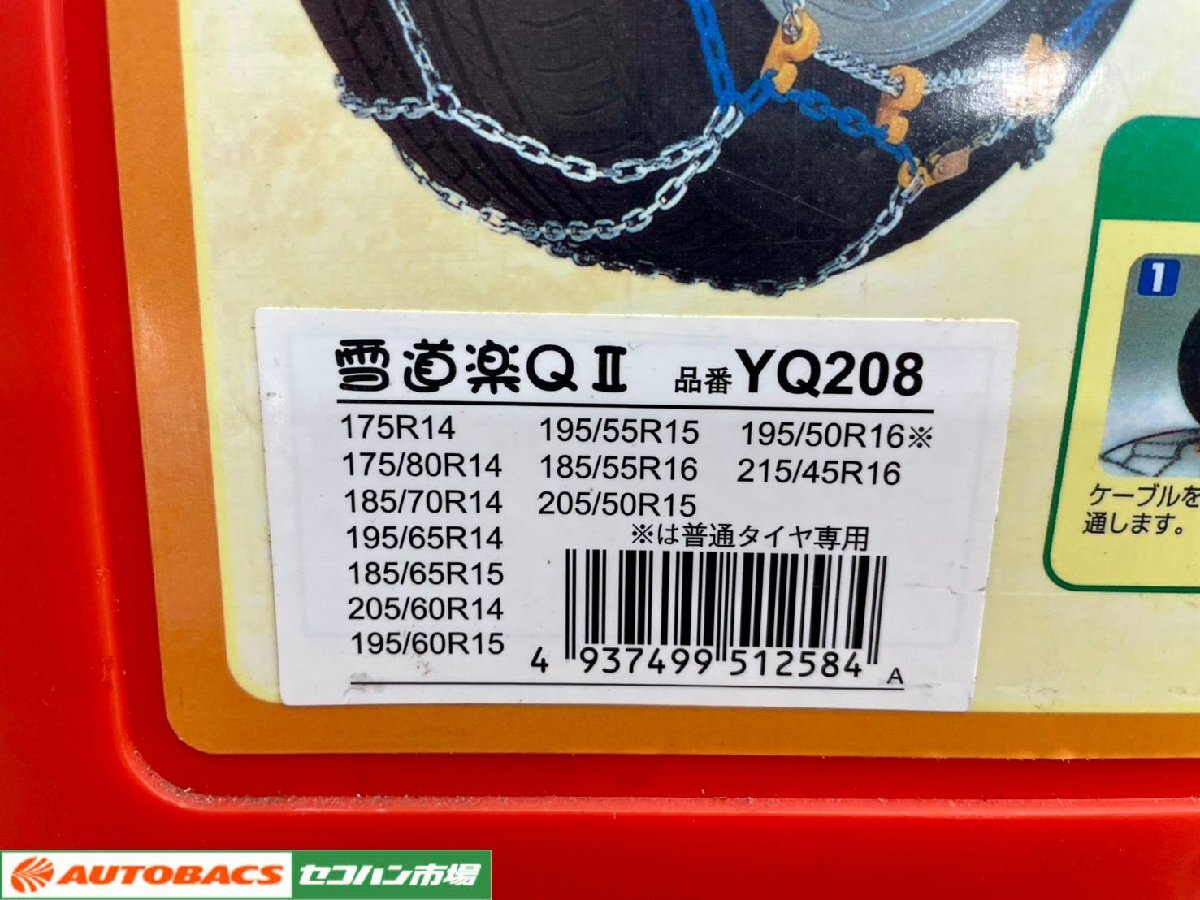 雪道楽QⅡ 品番 YQ208
175R14 195/55R15 195/50R16※
175/80R14 185/55R16 215/45R16
185/70R14 205/50R15
195/65R14 ※は普通タイヤ専用
185/65R15
205/60R14
195/60R15
4 937499 512584 A
1
ケーブルを
通します。
AUTOBACS セコハン市場